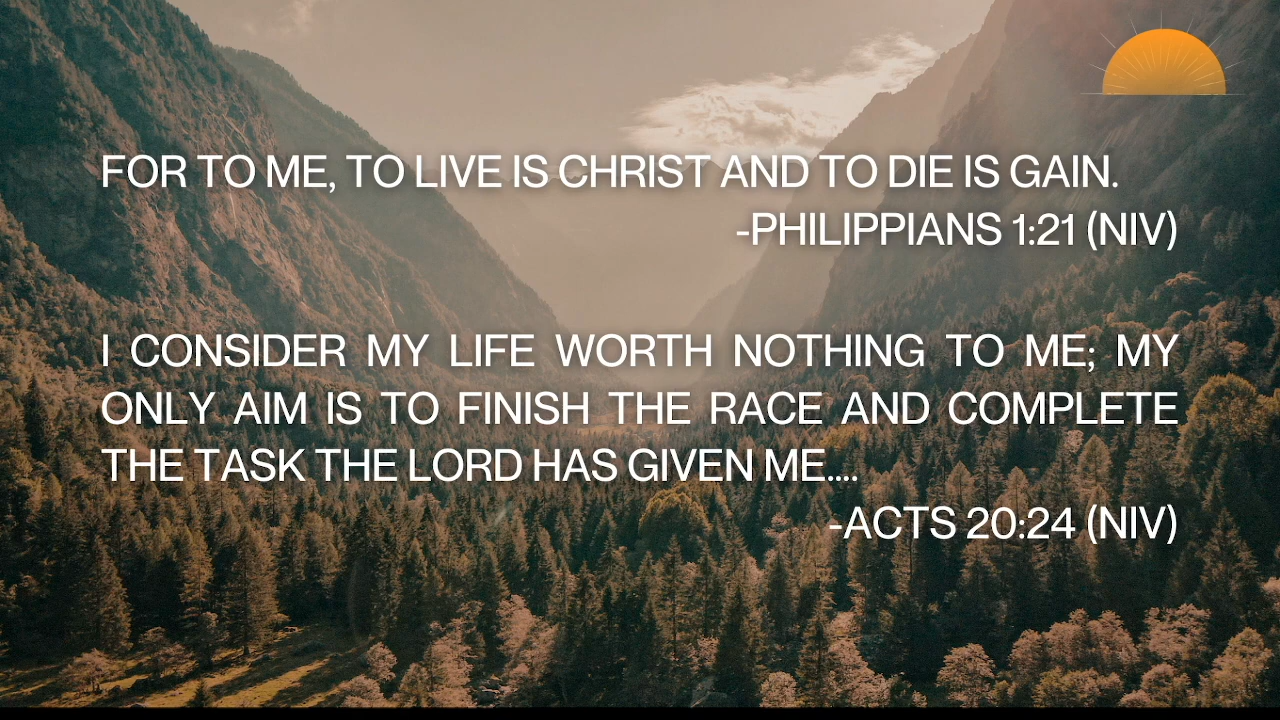 FOR TO ME, TO LIVE IS CHRIST AND TO DIE IS GAIN.
-PHILIPPIANS 1:21 (NIV)
I CONSIDER MY LIFE WORTH NOTHING TO ME; MY
ONLY AIM IS TO FINISH THE RACE AND COMPLETE
THE TASK THE LORD HAS GIVEN ME....
-ACTS 20:24 (NIV)